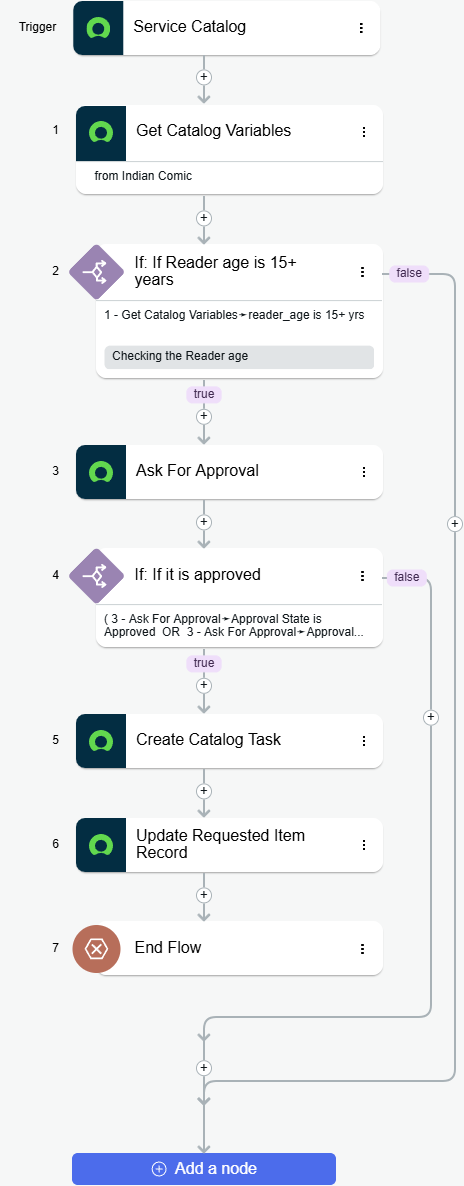 Trigger
Service Catalog
1
Get Catalog Variables
from Indian Comic
2
If: If Reader age is 15+
years
false
1 - Get Catalog Variables➛reader_age is 15+ yrs
Checking the Reader age
true
3
Ask For Approval
4
If: If it is approved
false
( 3 - Ask For Approval➛Approval State is
Approved OR 3 - Ask For Approval➛Approval...
true
5
Create Catalog Task
6
Update Requested Item
Record
7
End Flow
Add a node